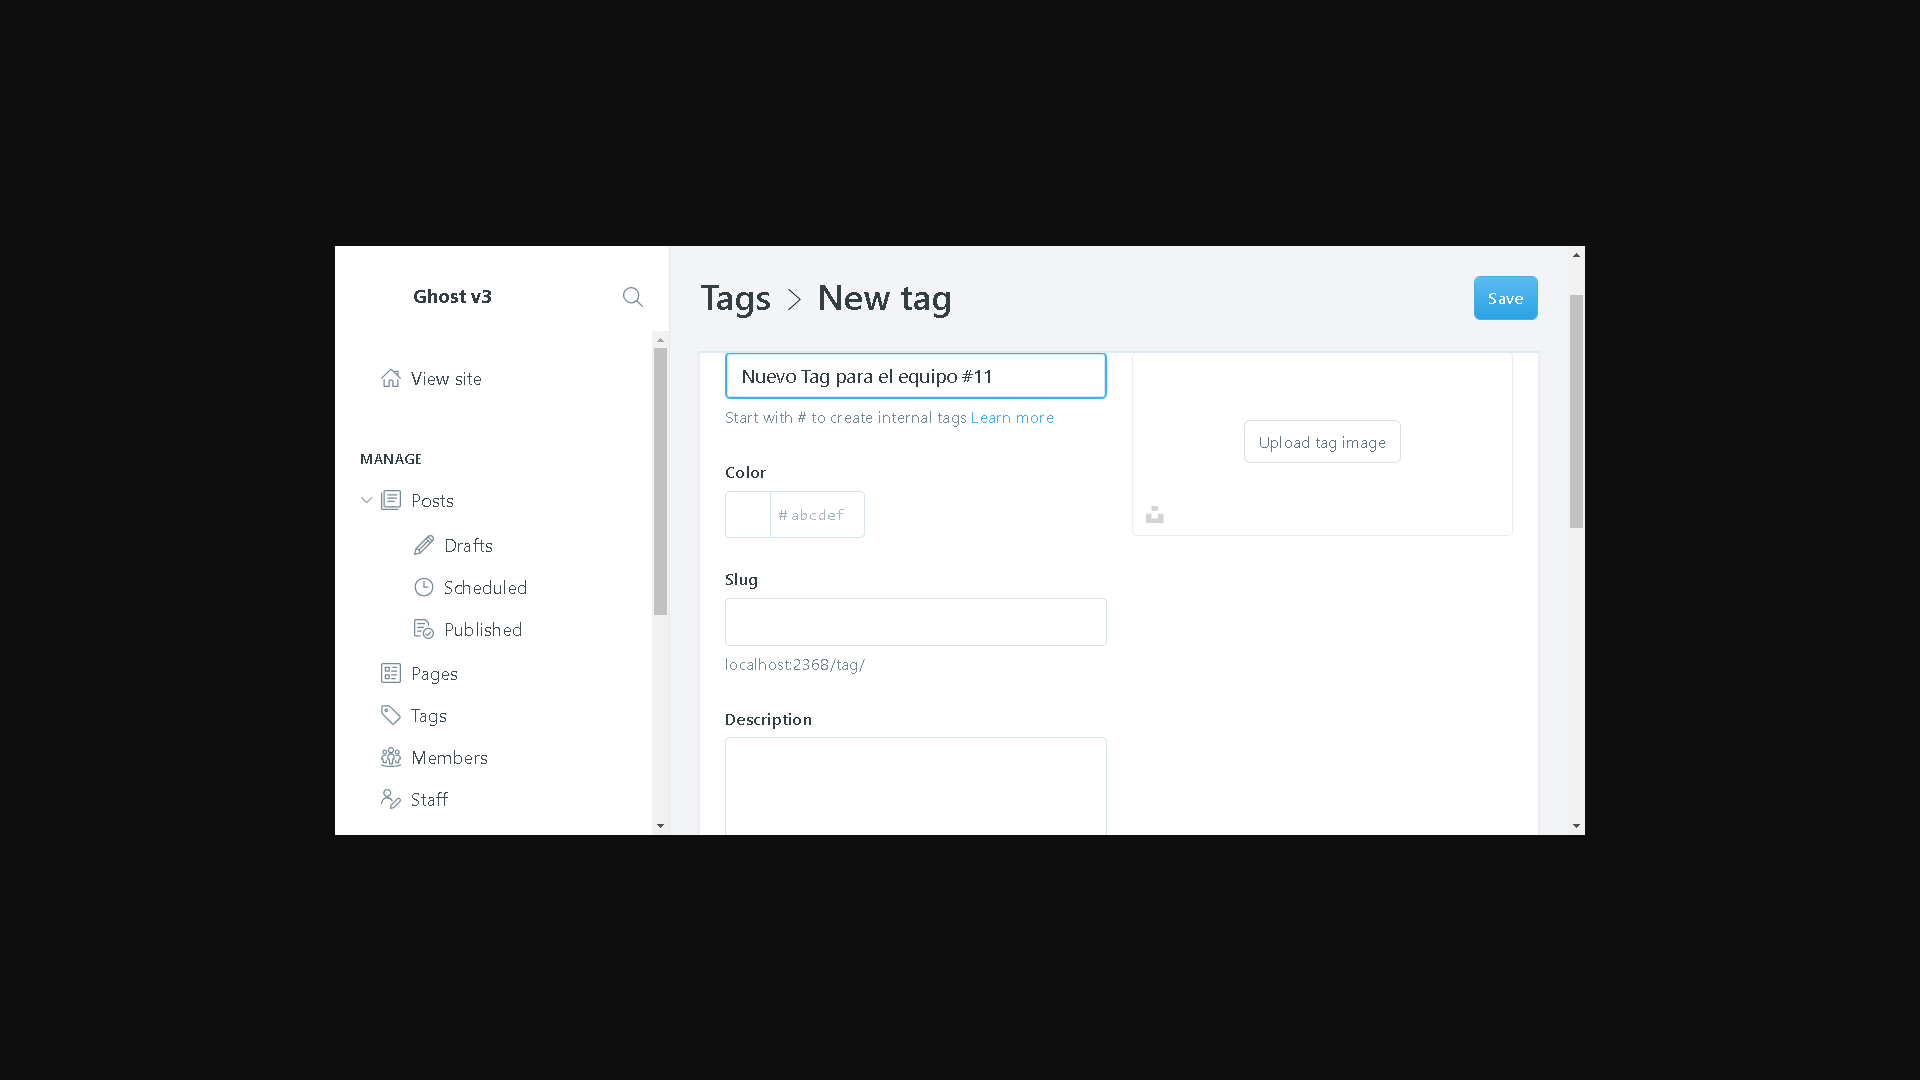 Ghost v3
View site
MANAGE
Posts
Drafts
Scheduled
Published
Pages
Tags
Members
Staff
Tags > New tag
Save
Nuevo Tag para el equipo #11
Start with # to create internal tags Learn more
Color
# abcdef
Slug
localhost:2368/tag/
Description
Upload tag image